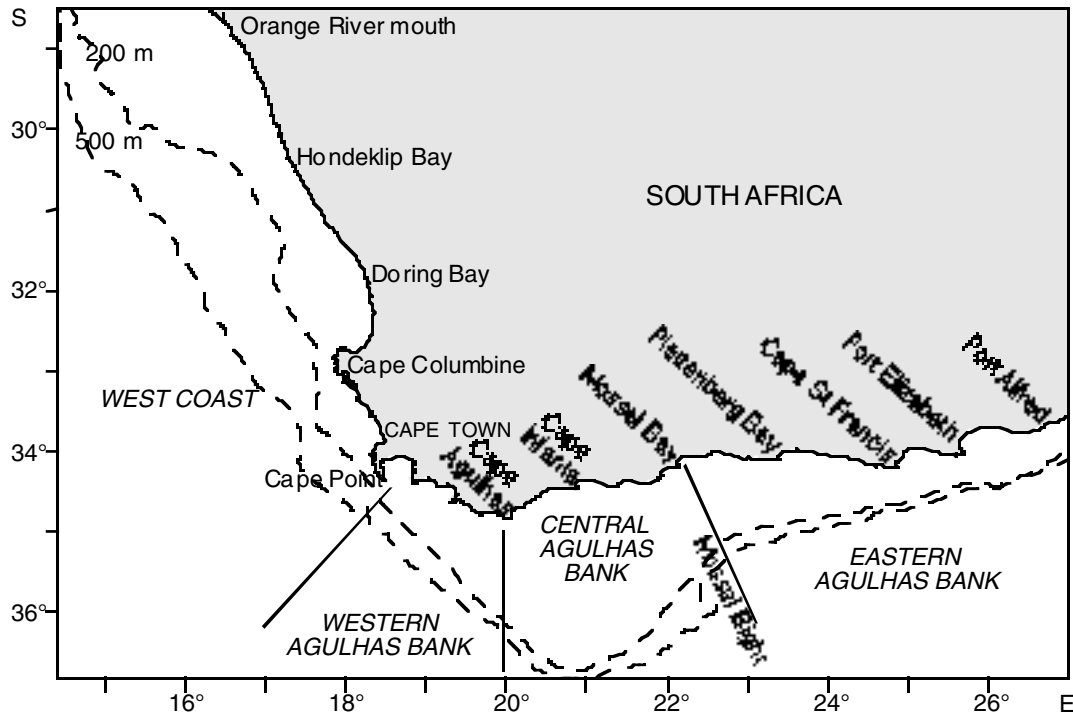 S
Orange River mouth
200 m
30°
500 m
Hondeklip Bay
SOUTH AFRICA
Doring Bay
32°
Cape Columbine
WEST COAST
CAPE TOWN
34°
Cape Point
Cape
Agulhas
Cape
Infanta
Mossel Bay
Plettenberg Bay
Cape St Francis
Port Elizabeth
Port Alfred
CENTRAL
AGULHAS
BANK
EASTERN
AGULHAS BANK
Mossel Bight
36°
WESTERN
AGULHAS BANK
16°
18°
20°
22°
24°
26°
E